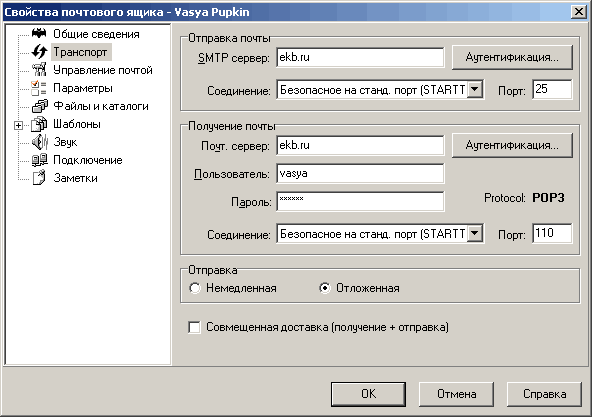 Свойства почтового ящика - Vasya Pupkin
Общие сведения
Транспорт
Управление почтой
Параметры
Файлы и каталоги
Шаблоны
Звук
Подключение
Заметки
Отправка почты
SMTP сервер: ekb.ru Аутентификация...
Соединение: Безопасное на станд. порт (STARTT Порт: 25
Получение почты
Почт. сервер: ekb.ru Аутентификация...
Пользователь: vasya
Пароль: ×××××× Protocol: POP3
Соединение: Безопасное на станд. порт (STARTT Порт: 110
Отправка
Немедленная Отложенная
Совмещенная доставка (получение + отправка)
OK Отмена Справка